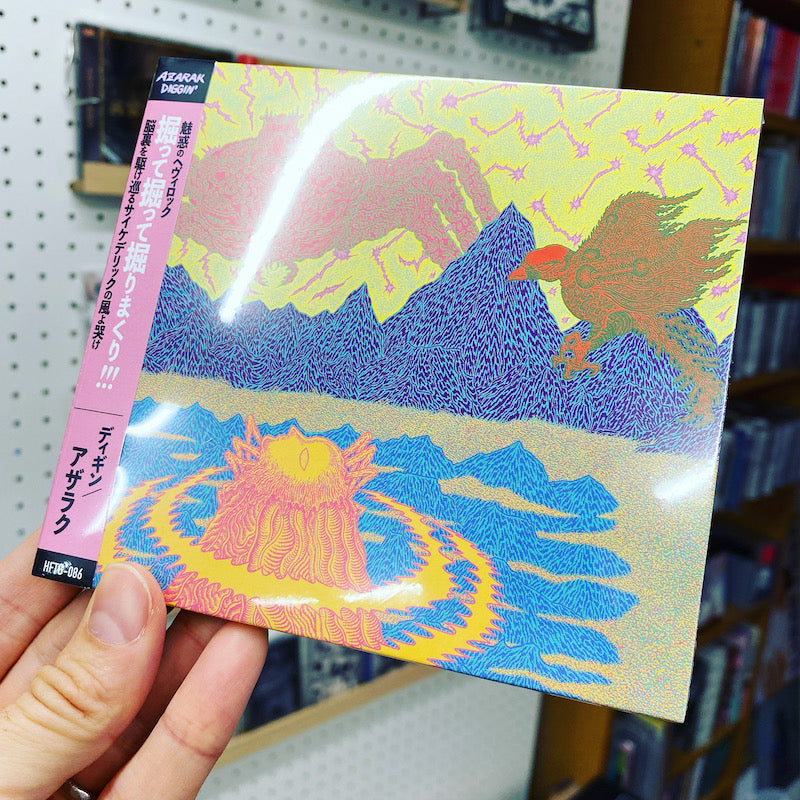 AZARAK
DIGGIN'
魅惑のヘヴィロック
掘って掘って掘りまくり!!!
脳裏を駆け巡るサイケデリックの風よ哭け
ディギン/
アザラク
HFTC-086